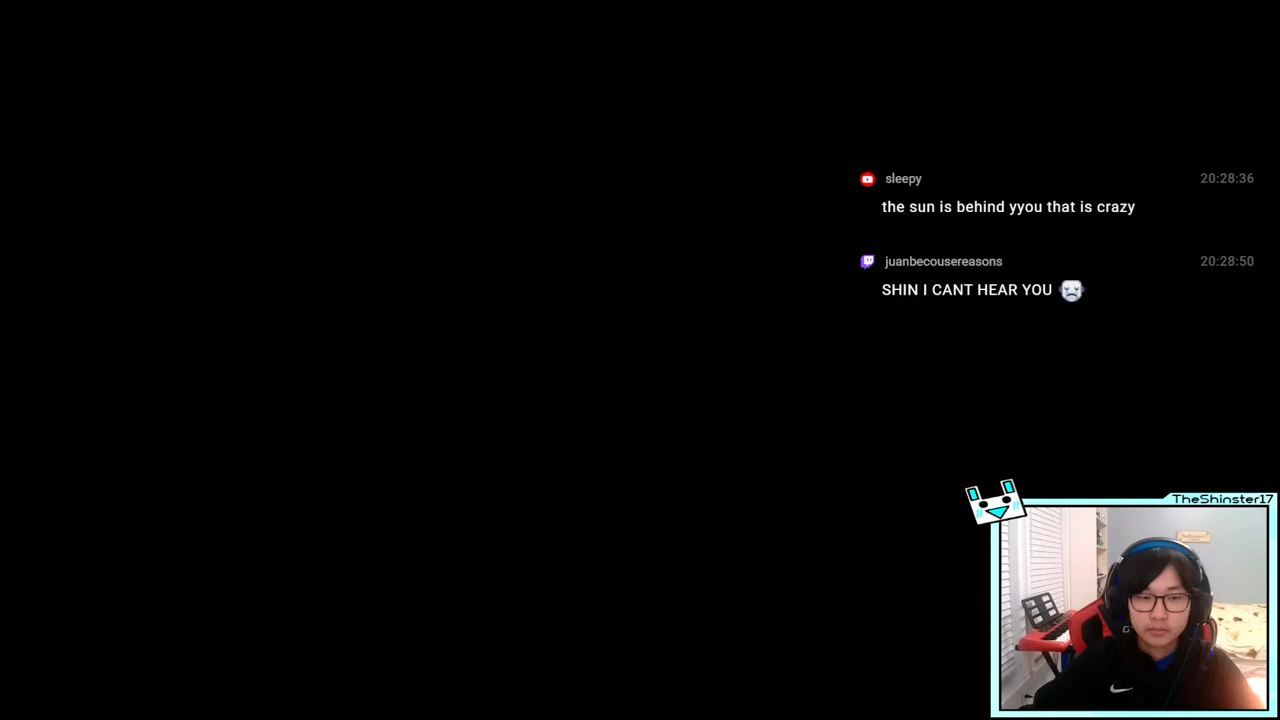 sleepy 20:28:36
the sun is behind yyou that is crazy
juanbecousereasons 20:28:50
SHIN I CANT HEAR YOU
TheShinster17